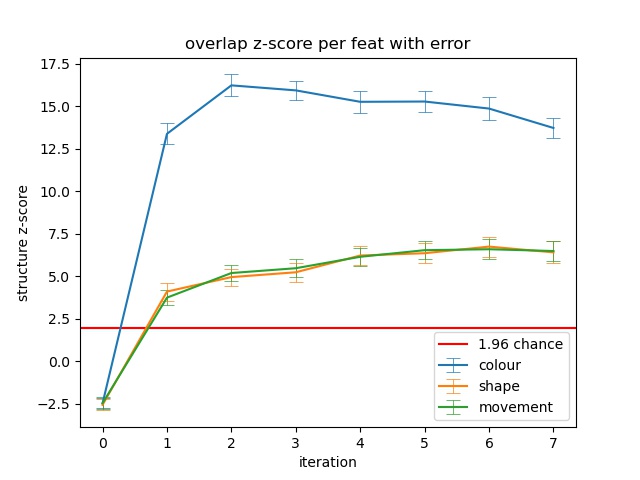 overlap z-score per feat with error
structure z-score
17.5
15.0
12.5
10.0
7.5
5.0
2.5
0.0
−2.5
0 1 2 3 4 5 6 7
iteration
1.96 chance
colour
shape
movement